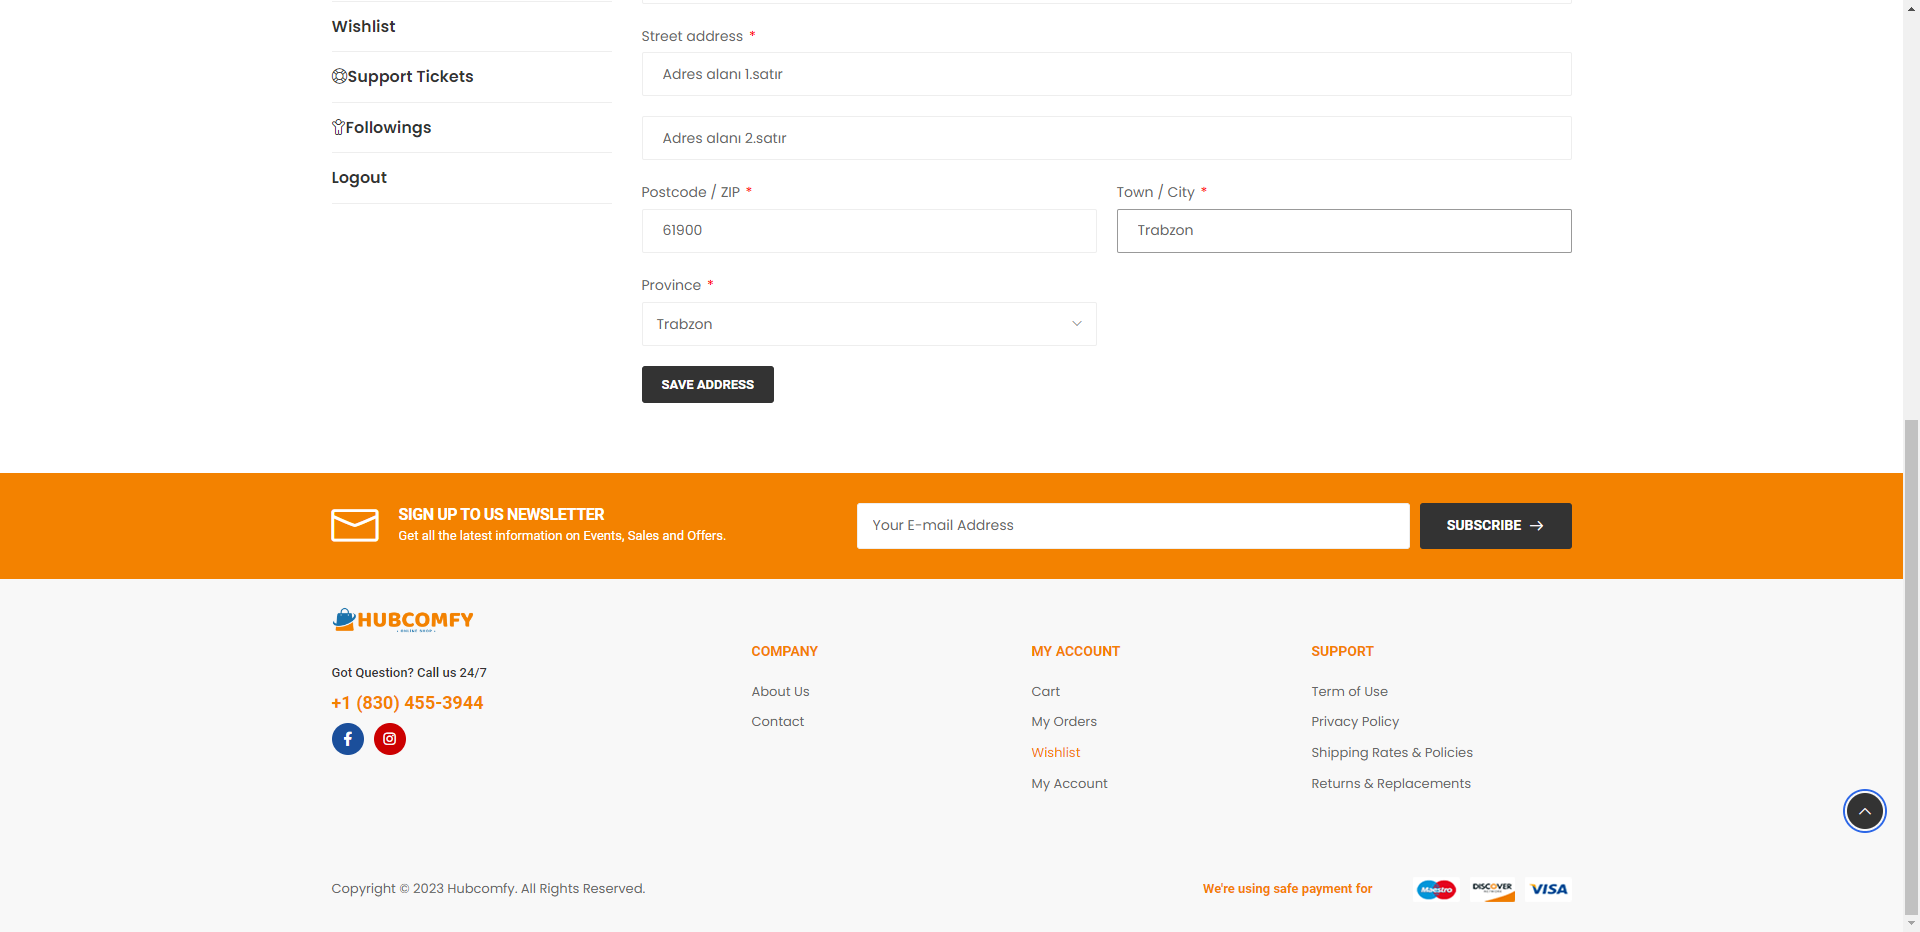 Wishlist
Support Tickets
Followings
Logout
Street address *
Adres alanı 1.satır
Adres alanı 2.satır
Postcode / ZIP *
Town / City *
61900
Trabzon
Province *
Trabzon
SAVE ADDRESS
SIGN UP TO US NEWSLETTER
Get all the latest information on Events, Sales and Offers.
Your E-mail Address
SUBSCRIBE
HUBCOMFY
- ONLINE SHOP -
Got Question? Call us 24/7
+1 (830) 455-3944
COMPANY
About Us
Contact
MY ACCOUNT
Cart
My Orders
Wishlist
My Account
SUPPORT
Term of Use
Privacy Policy
Shipping Rates & Policies
Returns & Replacements
Copyright © 2023 Hubcomfy. All Rights Reserved.
We're using safe payment for
Maestro
DISCOVER
VISA